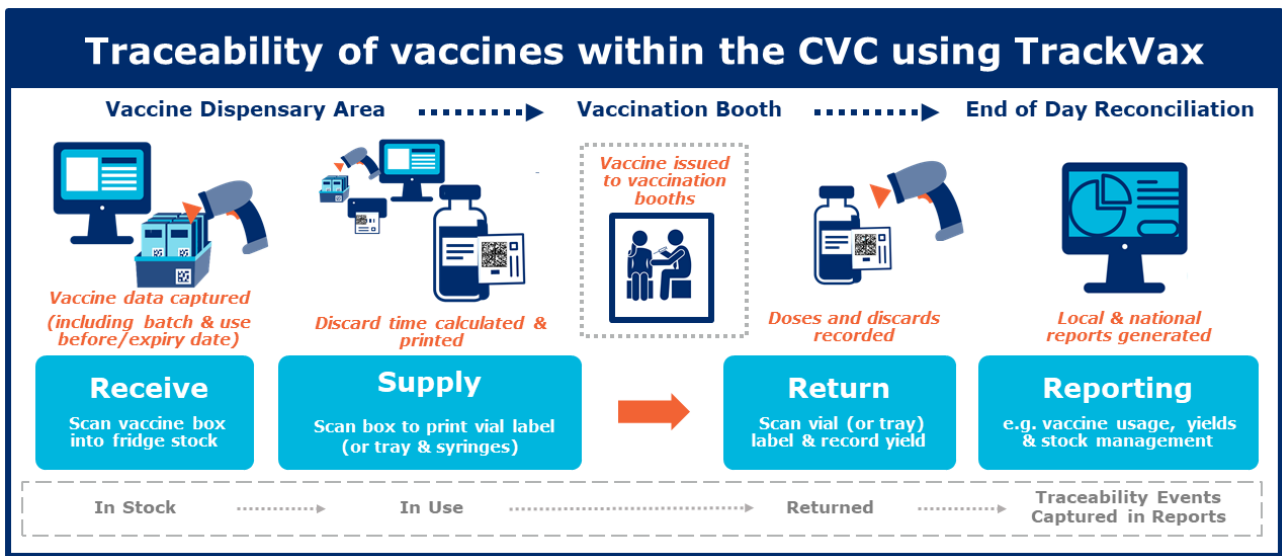 Traceability of vaccines within the CVC using TrackVax
Vaccine Dispensary Area
Vaccination Booth
End of Day Reconciliation
Vaccine data captured
(including batch & use
before/expiry date)
Discard time calculated &
printed
Vaccine issued
to vaccination
booths
Doses and discards
recorded
Local & national
reports generated
Receive
Scan vaccine box
into fridge stock
Supply
Scan box to print vial label
(or tray & syringes)
Return
Scan vial (or tray)
label & record yield
Reporting
e.g. vaccine usage, yields
& stock management
In Stock
In Use
Returned
Traceability Events
Captured in Reports